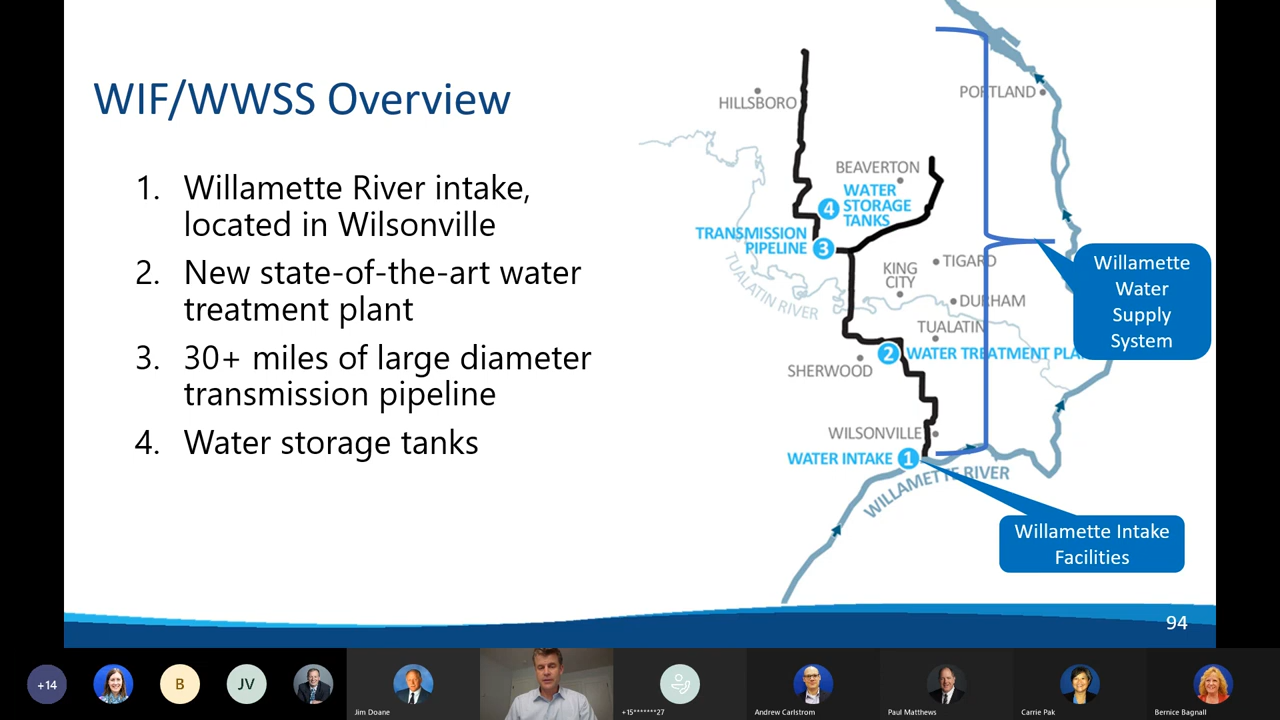 WIF/WWSS Overview
1. Willamette River intake,
located in Wilsonville
2. New state-of-the-art water
treatment plant
3. 30+ miles of large diameter
transmission pipeline
4. Water storage tanks
PORTLAND
HILLSBORO
BEAVERTON
4 WATER
STORAGE
TANKS
TRANSMISSION
PIPELINE 3
TUALATIN RIVER
KING
CITY
TIGARD
DURHAM
TUALATIN
2 WATER TREATMENT PLA
SHERWOOD
WILSONVILLE
WATER INTAKE 1
WILLAMETTE RIVER
Willamette
Water
Supply
System
Willamette Intake
Facilities
94
+14
B
JV
Jim Doane
+15*******27
Andrew Carlstrom
Paul Matthews
Carrie Pak
Bernice Bagnall